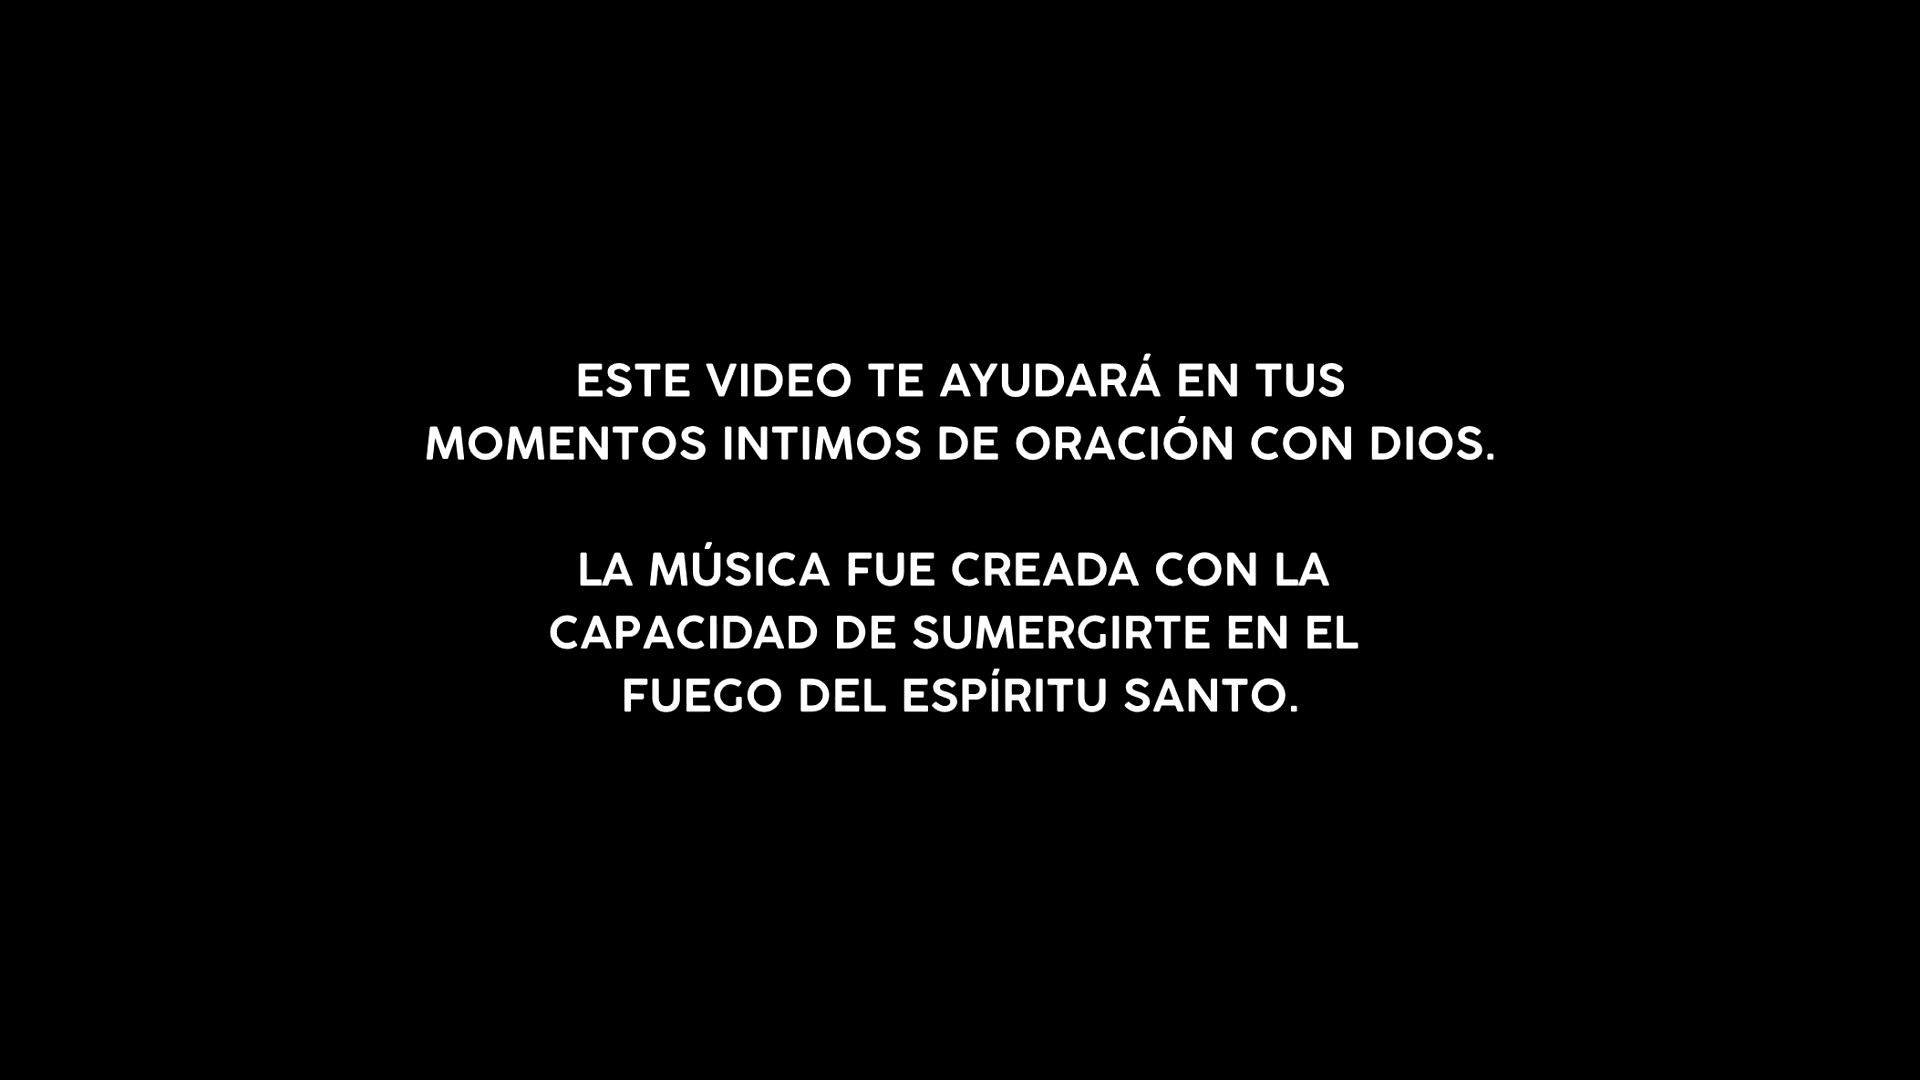 ESTE VIDEO TE AYUDARÁ EN TUS
MOMENTOS INTIMOS DE ORACIÓN CON DIOS.
LA MÚSICA FUE CREADA CON LA
CAPACIDAD DE SUMERGIRTE EN EL
FUEGO DEL ESPÍRITU SANTO.